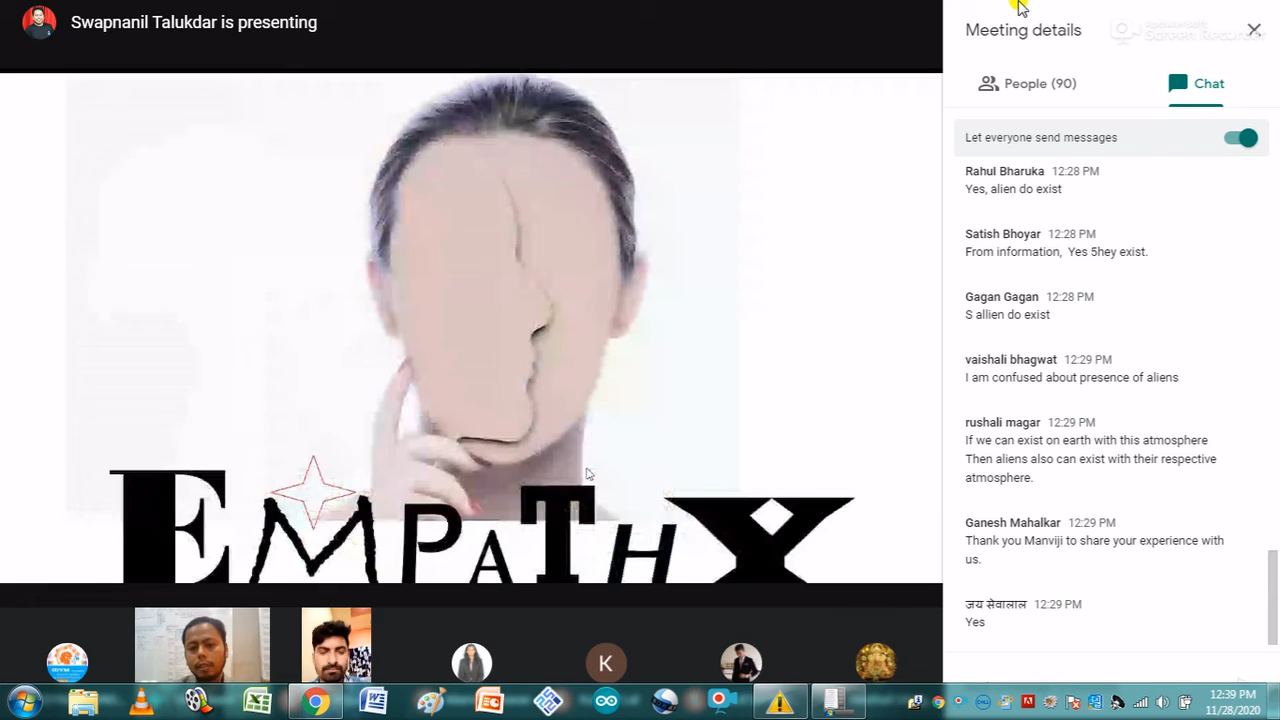 Swapnanil Talukdar is presenting
EMPATHY
K
Meeting details
People (90)
Chat
Let everyone send messages
Rahul Bharuka 12:28 PM
Yes, alien do exist
Satish Bhoyar 12:28 PM
From information, Yes 5hey exist.
Gagan Gagan 12:28 PM
S allien do exist
vaishali bhagwat 12:29 PM
I am confused about presence of aliens
rushali magar 12:29 PM
If we can exist on earth with this atmosphere
Then aliens also can exist with their respective
atmosphere.
Ganesh Mahalkar 12:29 PM
Thank you Manviji to share your experience with
us.
जय सेवालाल 12:29 PM
Yes
12:39 PM
11/28/2020